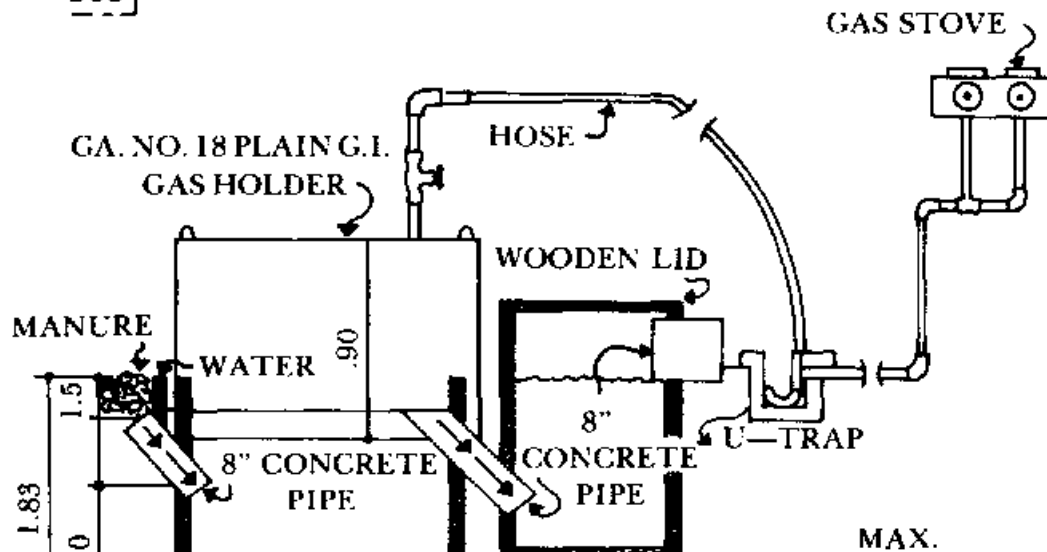 GAS STOVE
HOSE
GA. NO. 18 PLAIN G.I.
GAS HOLDER
WOODEN LID
MANURE
WATER
.90
1.5
8"
8" CONCRETE
PIPE
CONCRETE
PIPE
U—TRAP
1.83
0
MAX.